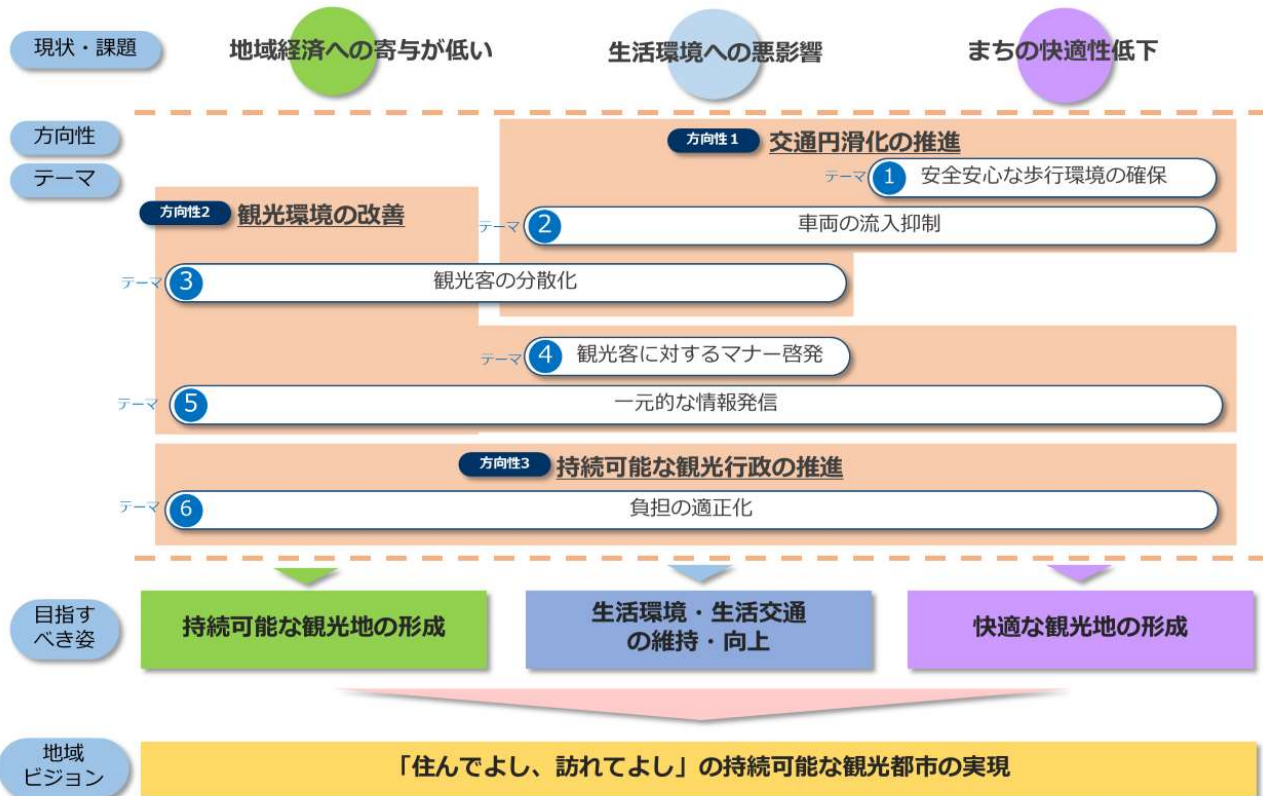 現状・課題
地域経済への寄与が低い
生活環境への悪影響
まちの快適性低下
方向性
テーマ
方向性1 交通円滑化の推進
テーマ 1 安全安心な歩行環境の確保
方向性2 観光環境の改善
テーマ 2 車両の流入抑制
テーマ 3 観光客の分散化
テーマ 4 観光客に対するマナー啓発
テーマ 5 一元的な情報発信
方向性3 持続可能な観光行政の推進
テーマ 6 負担の適正化
目指す
べき姿
持続可能な観光地の形成
生活環境・生活交通
の維持・向上
快適な観光地の形成
地域
ビジョン
「住んでよし、訪れてよし」の持続可能な観光都市の実現